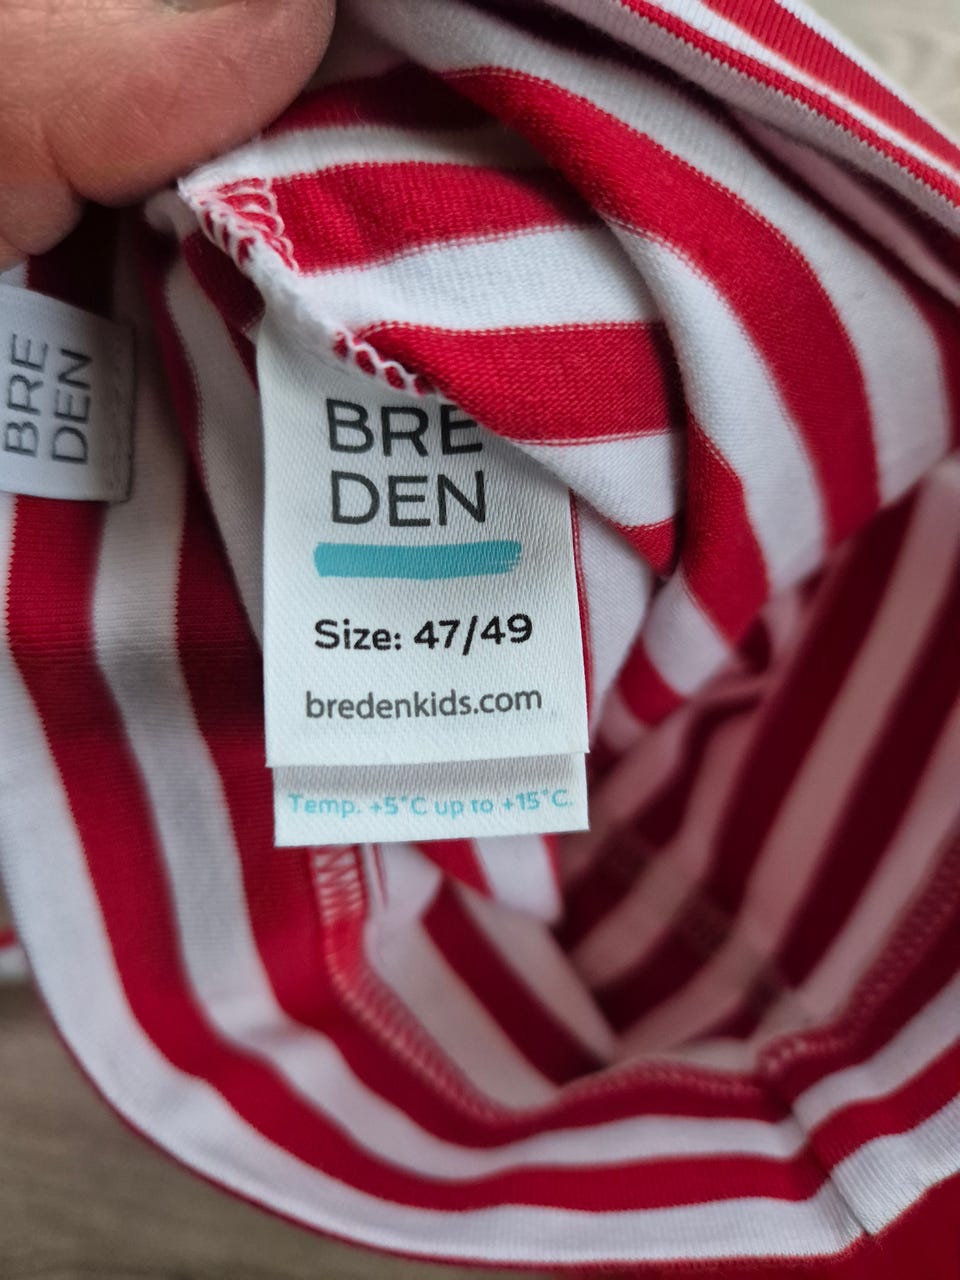 BRE
DEN
BRE
DEN
Size: 47/49
bredenkids.com
Temp. +5°C up to +15°C.